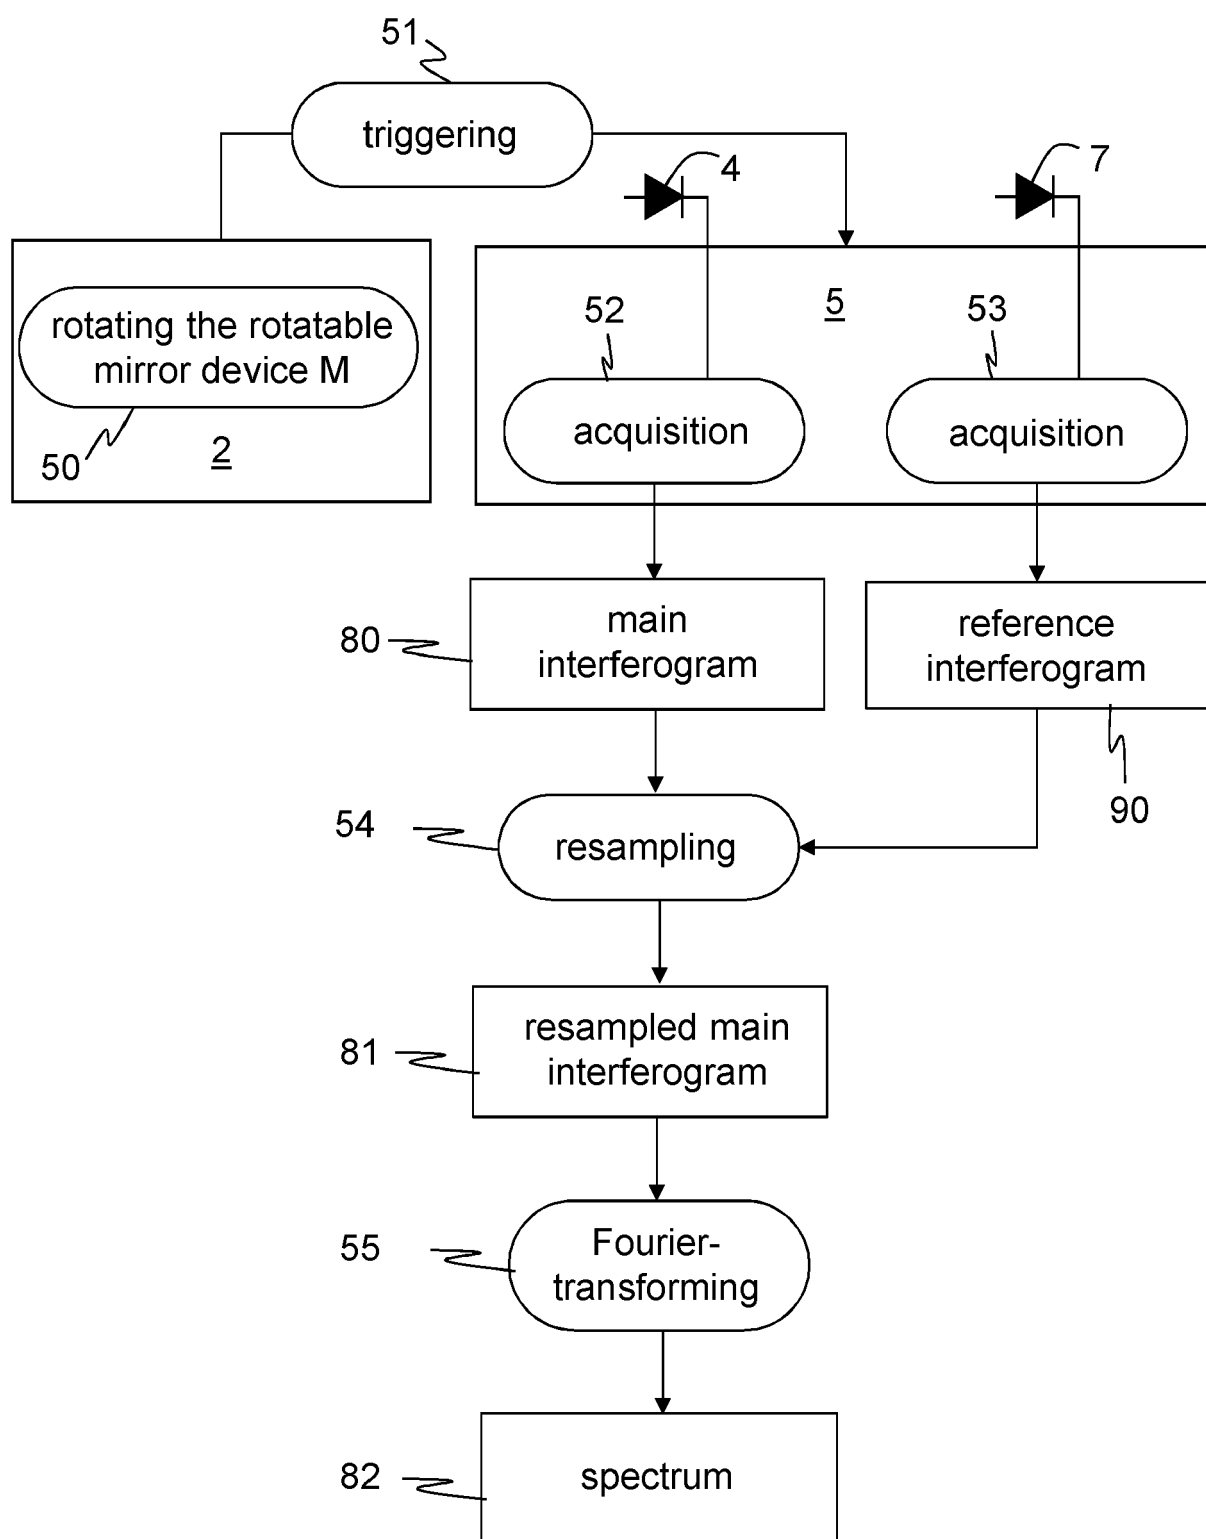 51
triggering
4
7
rotating the rotatable
mirror device M
50
2
5
52
53
acquisition
acquisition
80
main
interferogram
reference
interferogram
90
54
resampling
81
resampled main
interferogram
55
Fourier-
transforming
82
spectrum